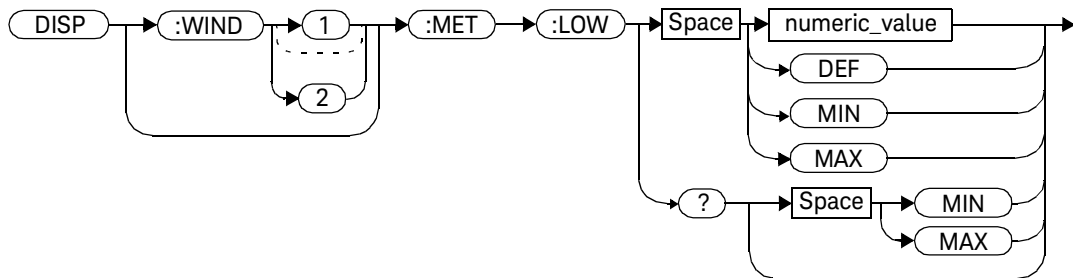 DISP :WIND 1 :MET :LOW Space numeric_value
DEF
2
MIN
MAX
? Space MIN
MAX